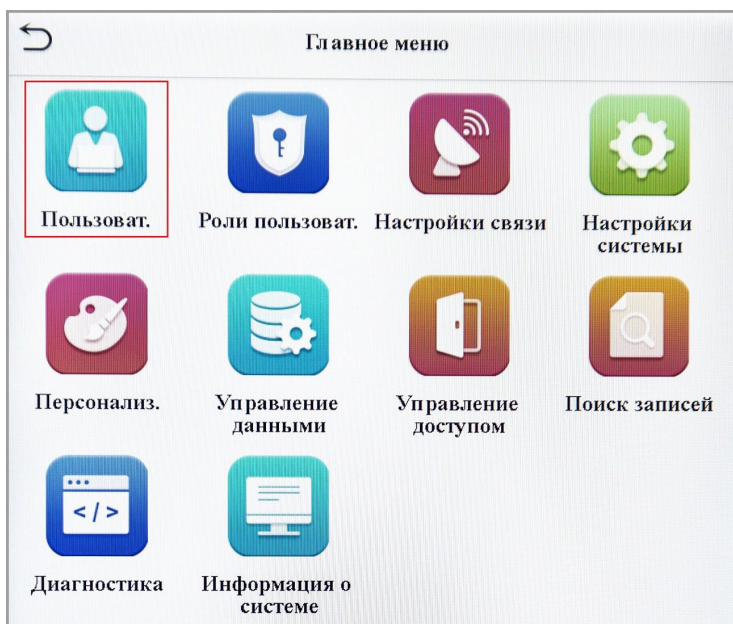 Главное меню
Пользоват.
Роли пользоват.
Настройки связи
Настройки
системы
Персонализ.
Управление
данными
Управление
доступом
Поиск записей
</>
Диагностика
Информация о
системе